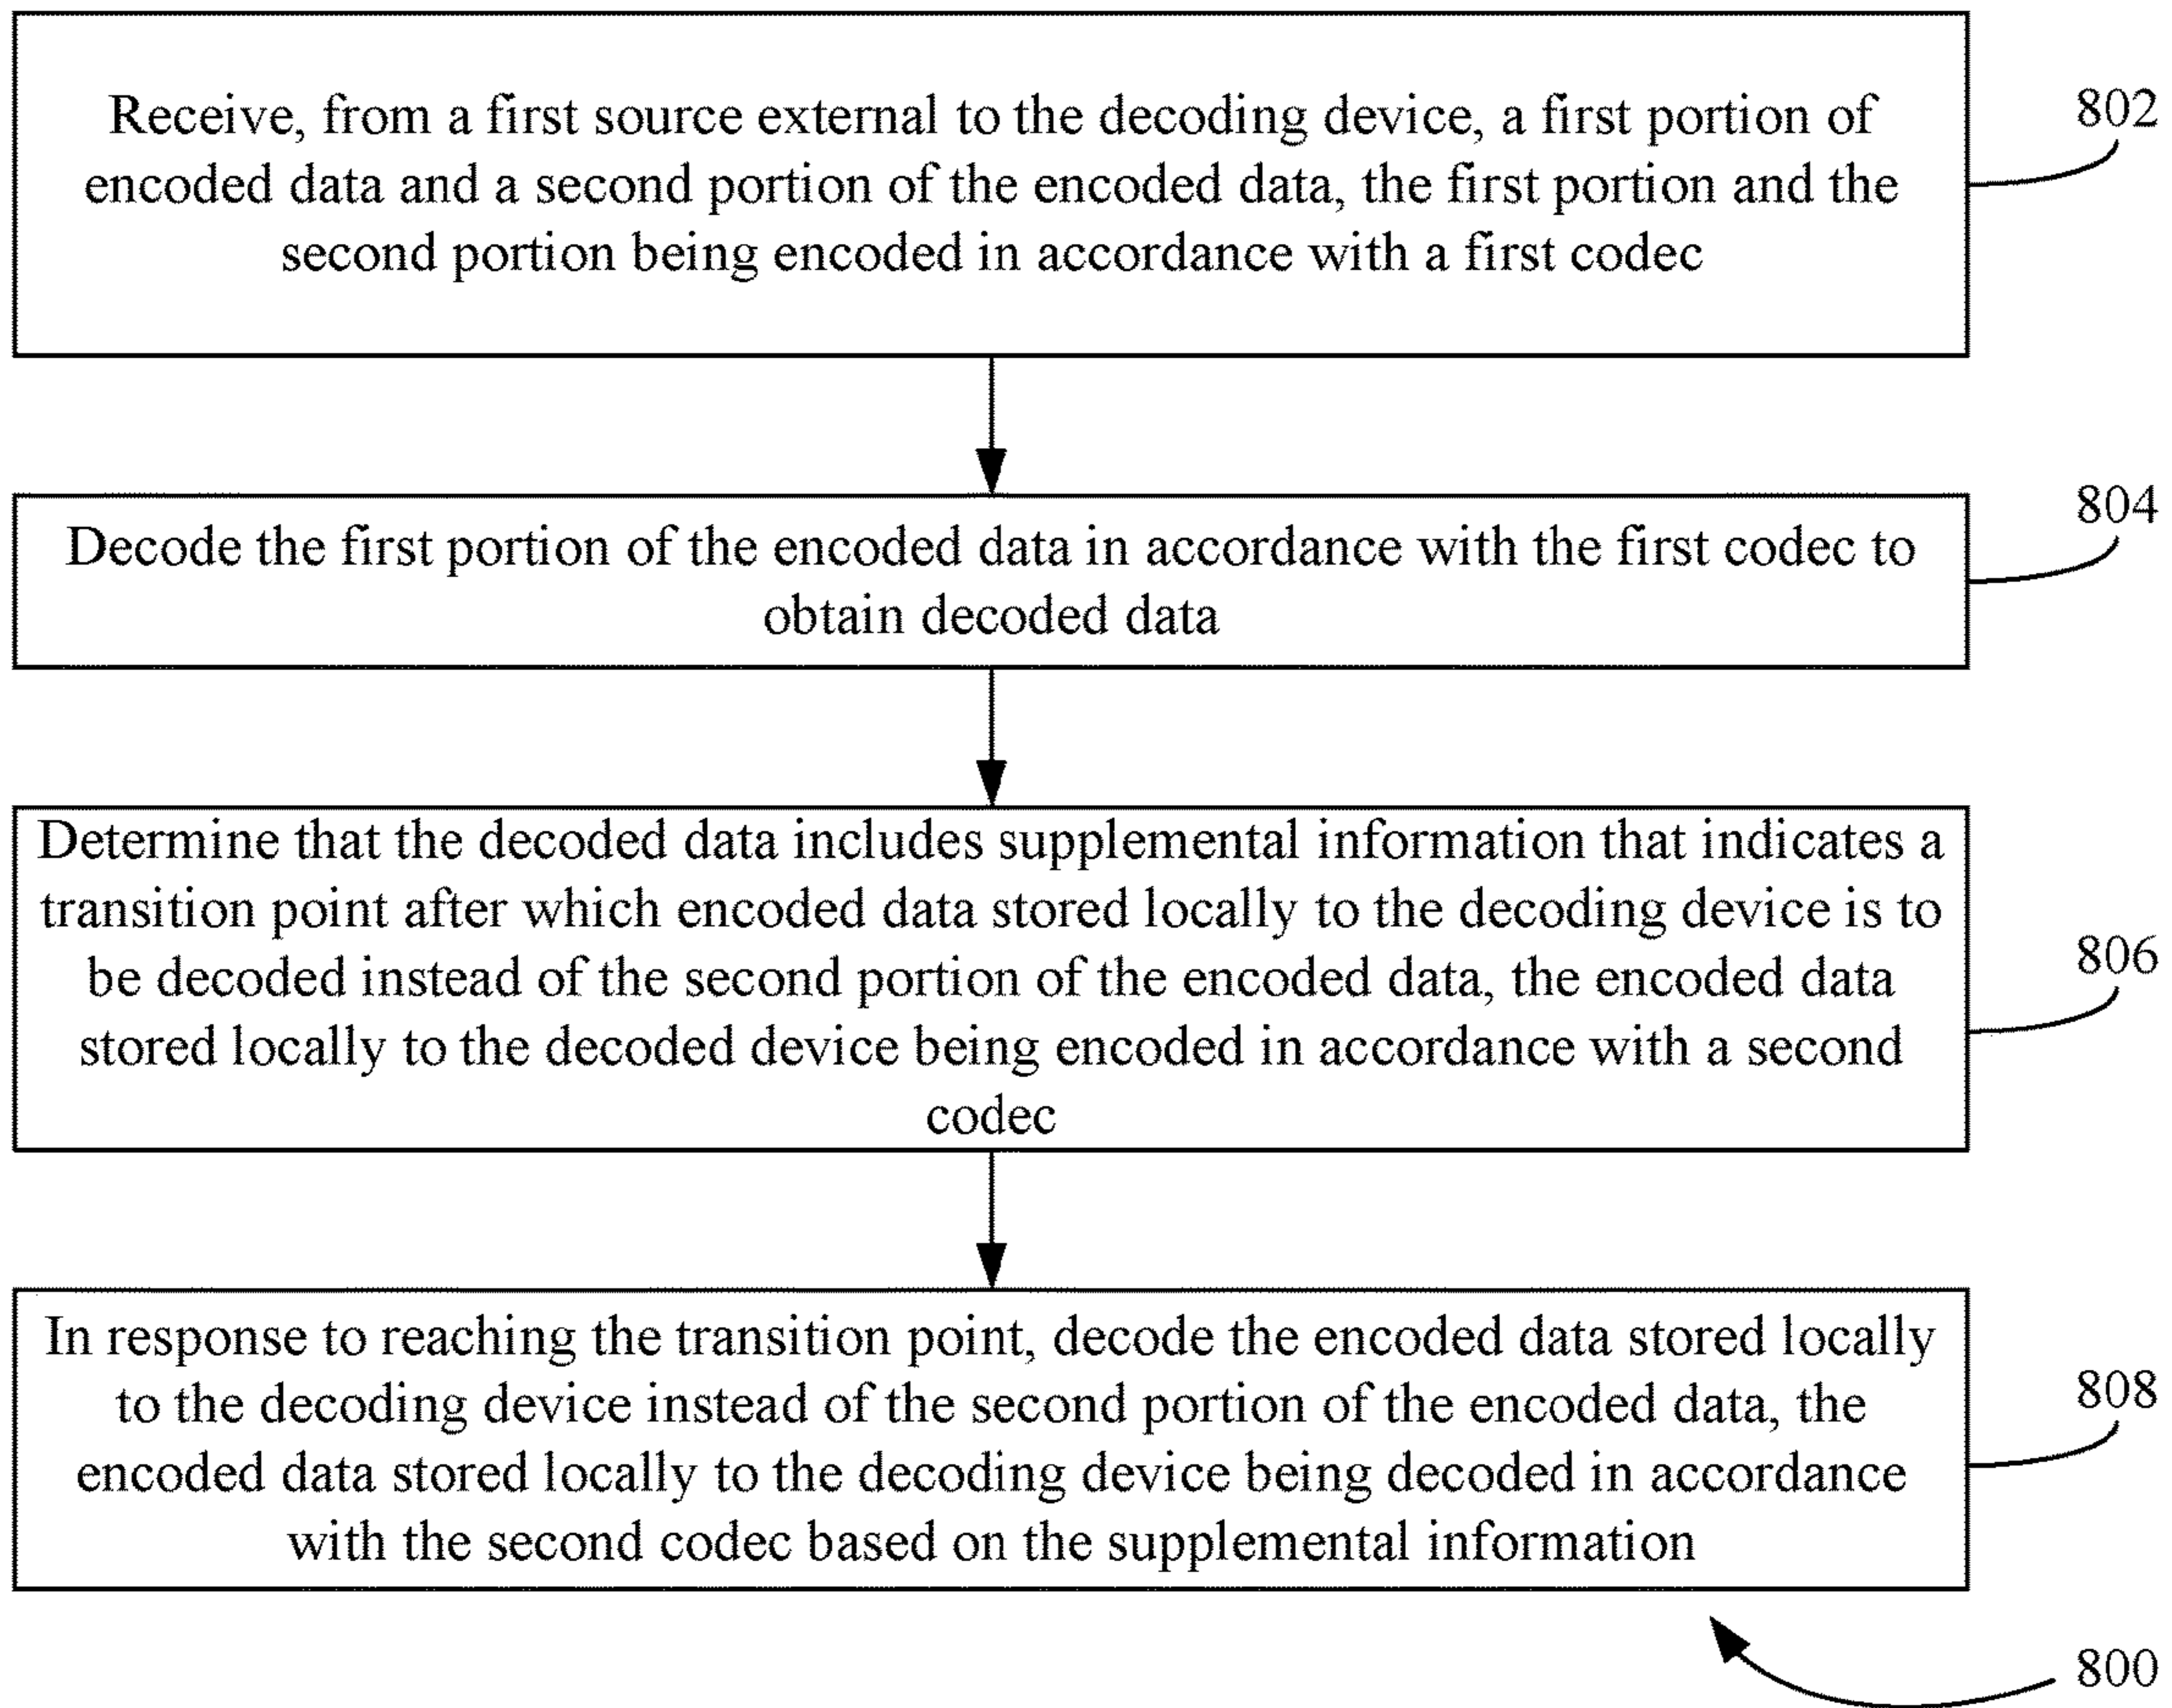 Receive, from a first source external to the decoding device, a first portion of
encoded data and a second portion of the encoded data, the first portion and the
second portion being encoded in accordance with a first codec
802
Decode the first portion of the encoded data in accordance with the first codec to
obtain decoded data
804
Determine that the decoded data includes supplemental information that indicates a
transition point after which encoded data stored locally to the decoding device is to
be decoded instead of the second portion of the encoded data, the encoded data
stored locally to the decoded device being encoded in accordance with a second
codec
806
In response to reaching the transition point, decode the encoded data stored locally
to the decoding device instead of the second portion of the encoded data, the
encoded data stored locally to the decoding device being decoded in accordance
with the second codec based on the supplemental information
808
800